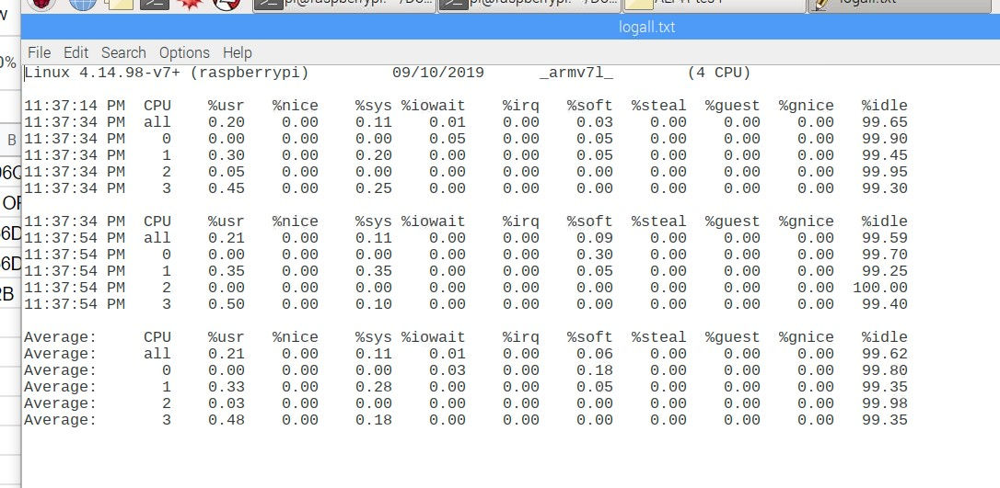 pi@raspberrypi: ~/Do... pi@raspberrypi: ~/Do... logall.txt
logall.txt
File Edit Search Options Help
0%
Linux 4.14.98-v7+ (raspberrypi) 09/10/2019 _armv7l_ (4 CPU)
11:37:14 PM CPU %usr %nice %sys %iowait %irq %soft %steal %guest %gnice %idle
11:37:34 PM all 0.20 0.00 0.11 0.01 0.00 0.03 0.00 0.00 0.00 99.65
11:37:34 PM 0 0.00 0.00 0.00 0.05 0.00 0.05 0.00 0.00 0.00 99.90
11:37:34 PM 1 0.30 0.00 0.20 0.00 0.00 0.05 0.00 0.00 0.00 99.45
11:37:34 PM 2 0.05 0.00 0.00 0.00 0.00 0.00 0.00 0.00 0.00 99.95
11:37:34 PM 3 0.45 0.00 0.25 0.00 0.00 0.00 0.00 0.00 0.00 99.30
11:37:34 PM CPU %usr %nice %sys %iowait %irq %soft %steal %guest %gnice %idle
11:37:54 PM all 0.21 0.00 0.11 0.00 0.00 0.09 0.00 0.00 0.00 99.59
11:37:54 PM 0 0.00 0.00 0.00 0.00 0.00 0.30 0.00 0.00 0.00 99.70
11:37:54 PM 1 0.35 0.00 0.35 0.00 0.00 0.05 0.00 0.00 0.00 99.25
11:37:54 PM 2 0.00 0.00 0.00 0.00 0.00 0.00 0.00 0.00 0.00 100.00
11:37:54 PM 3 0.50 0.00 0.10 0.00 0.00 0.00 0.00 0.00 0.00 99.40
Average: CPU %usr %nice %sys %iowait %irq %soft %steal %guest %gnice %idle
Average: all 0.21 0.00 0.11 0.01 0.00 0.06 0.00 0.00 0.00 99.62
Average: 0 0.00 0.00 0.00 0.03 0.00 0.18 0.00 0.00 0.00 99.80
Average: 1 0.33 0.00 0.28 0.00 0.00 0.05 0.00 0.00 0.00 99.35
Average: 2 0.03 0.00 0.00 0.00 0.00 0.00 0.00 0.00 0.00 99.98
Average: 3 0.48 0.00 0.18 0.00 0.00 0.00 0.00 0.00 0.00 99.35
B